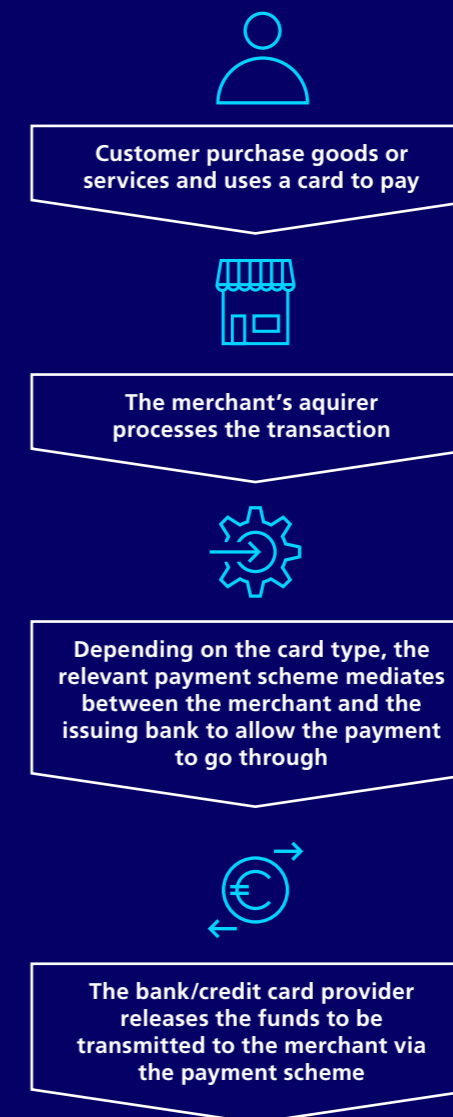 Customer purchase goods or
services and uses a card to pay
The merchant’s aquirer
processes the transaction
Depending on the card type, the
relevant payment scheme mediates
between the merchant and the
issuing bank to allow the payment
to go through
The bank/credit card provider
releases the funds to be
transmitted to the merchant via
the payment scheme